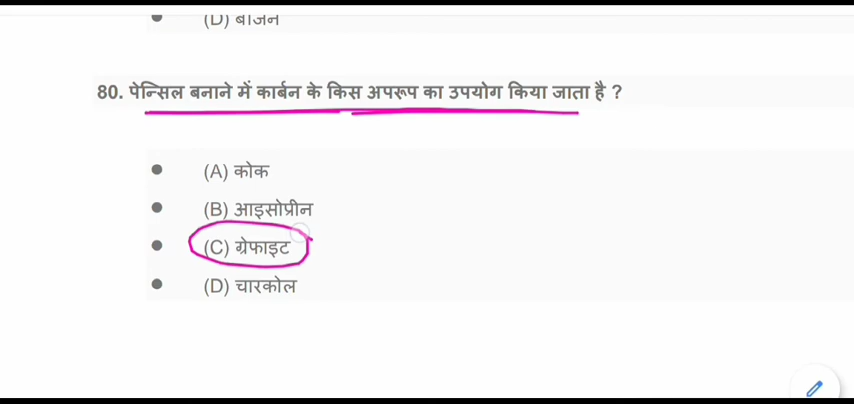 (D) बीजिन
80. पेन्सिल बनाने में कार्बन के किस अपरूप का उपयोग किया जाता है ?
(A) कोक
(B) आइसोप्रीन
(C) ग्रेफाइट
(D) चारकोल